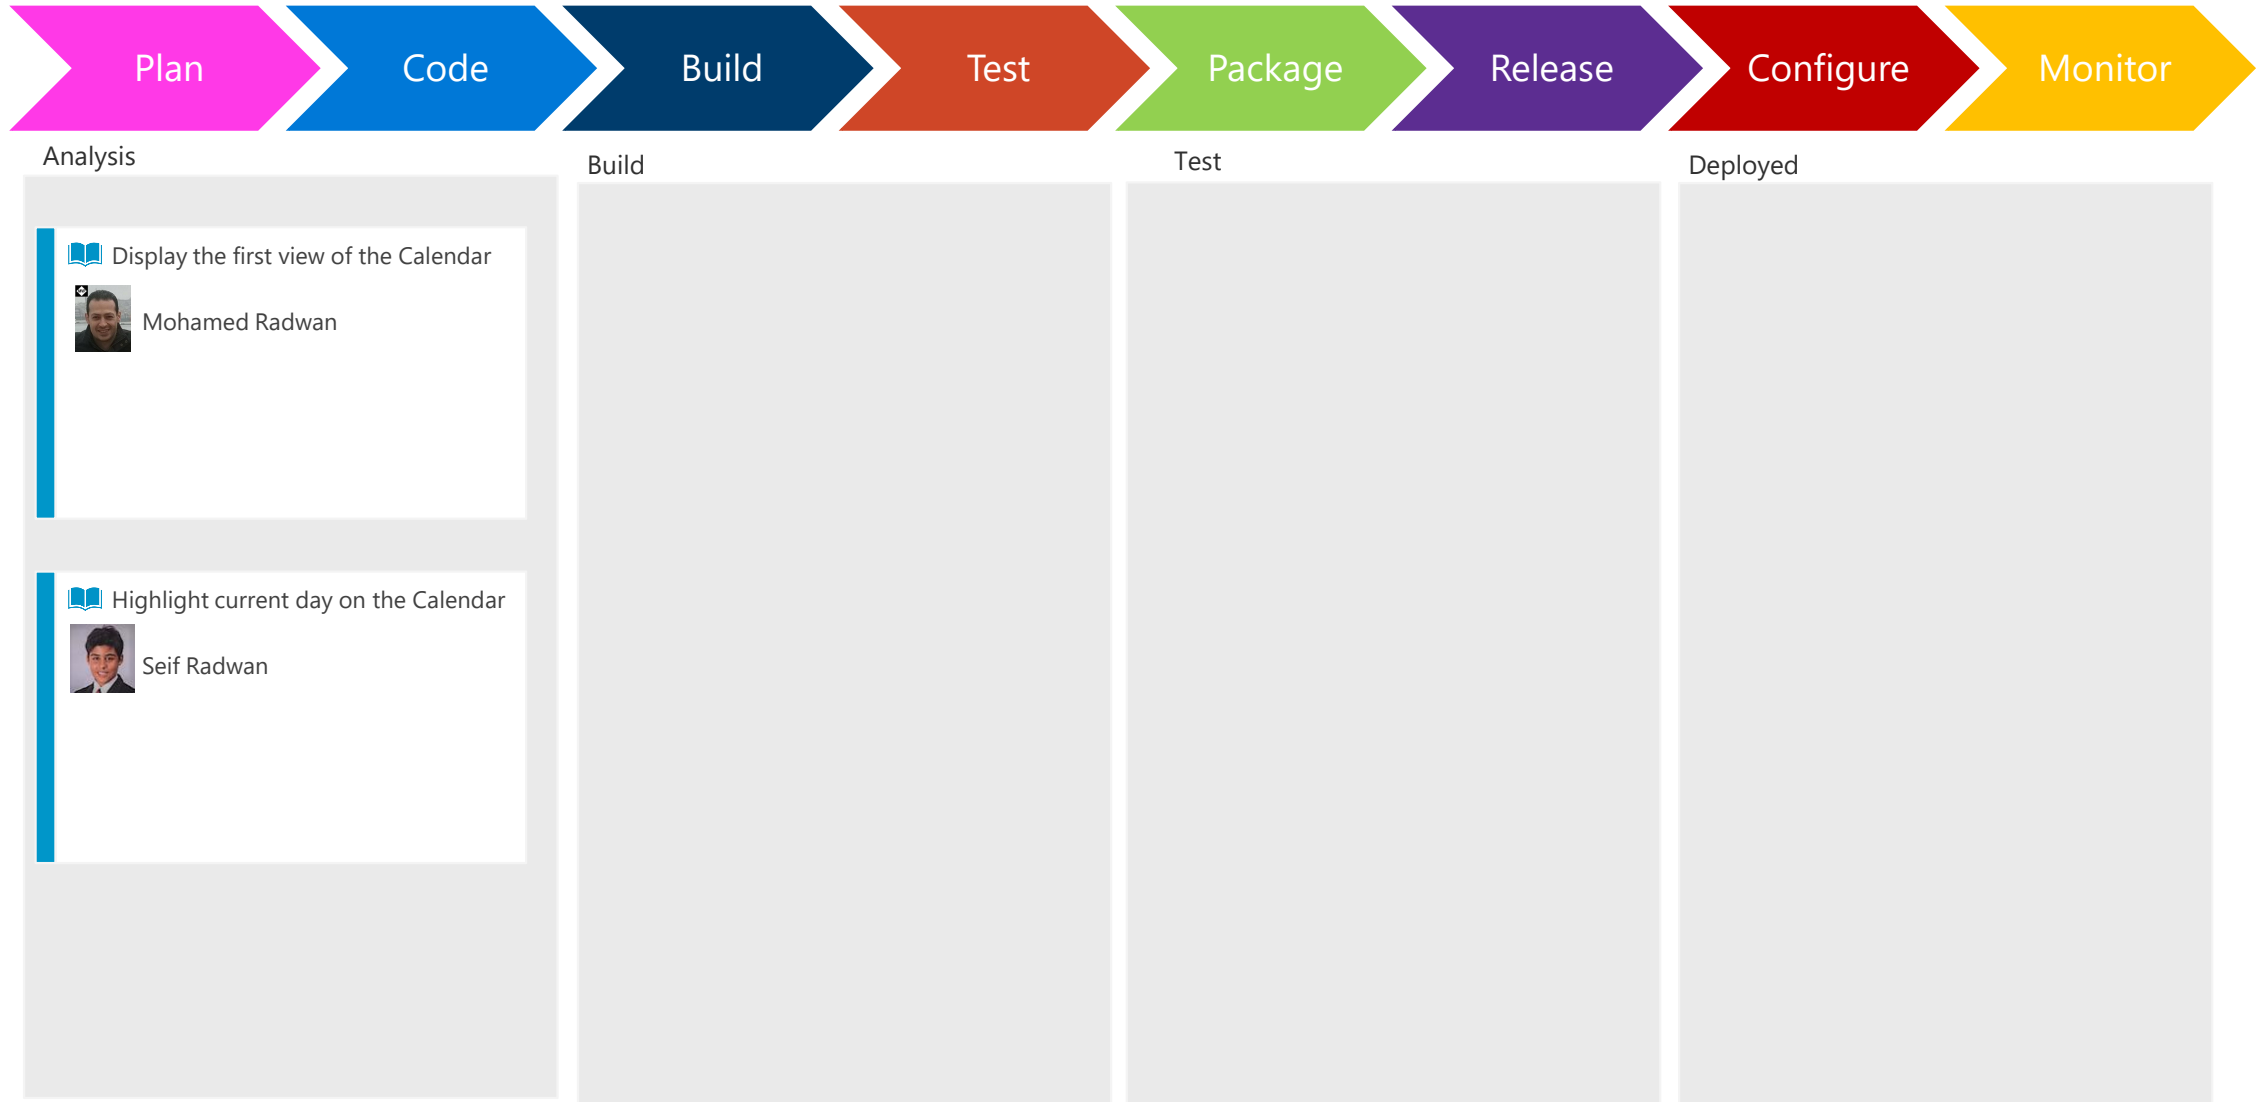 Plan
Code
Build
Test
Package
Release
Configure
Monitor
Analysis
Build
Test
Deployed
Display the first view of the Calendar
Mohamed Radwan
Highlight current day on the Calendar
Seif Radwan